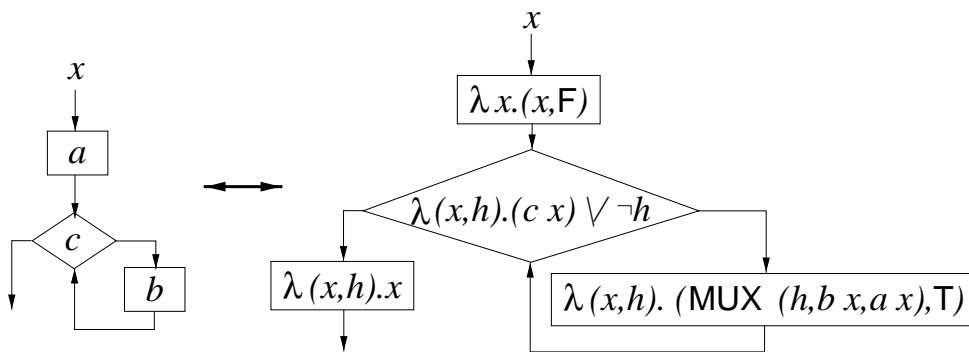 x
a
c
b
x
λ x.(x,F)
λ(x,h).(c x) \/ ¬h
λ(x,h).x
λ(x,h). (MUX (h,b x,a x),T)